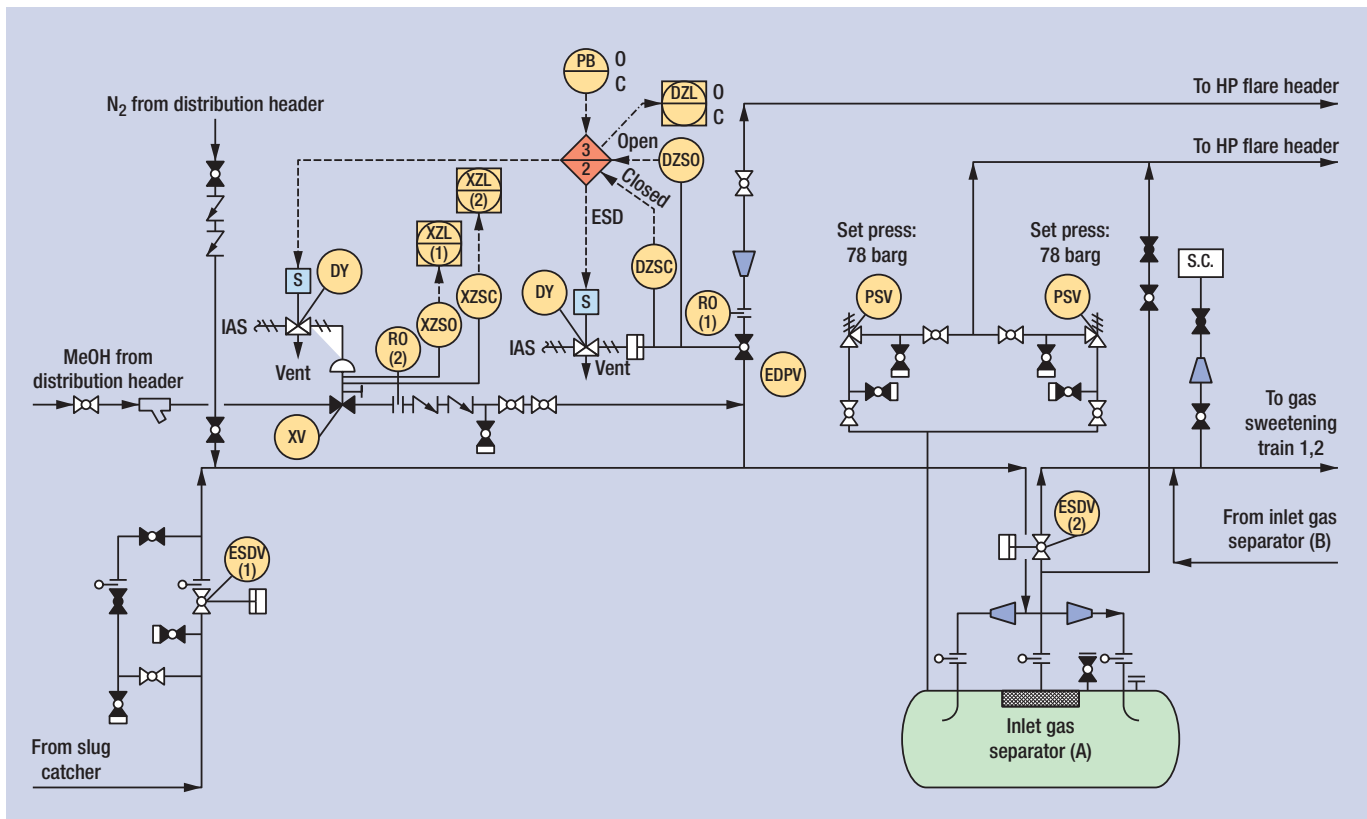 PB
O
C
DZL
O
C
To HP flare header
N2 from distribution header
3
2
Open
DZSO
To HP flare header
Closed
XZL
(2)
ESD
Set press:
78 barg
Set press:
78 barg
XZL
(1)
S.C.
S
DY
XZSC
DZSC
PSV
PSV
DY
S
RO
(1)
XZSO
IAS
RO
(2)
IAS
MeOH from
distribution header
Vent
Vent
EDPV
To gas
sweetening
train 1,2
XV
ESDV
(2)
From inlet gas
separator (B)
ESDV
(1)
From slug
catcher
Inlet gas
separator (A)